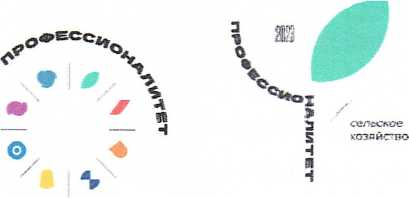 ПРОФЕССИОНАЛИТЕТ
2023
ПРОФЕССИОНАЛИТЕТ
сельское
хозяйство